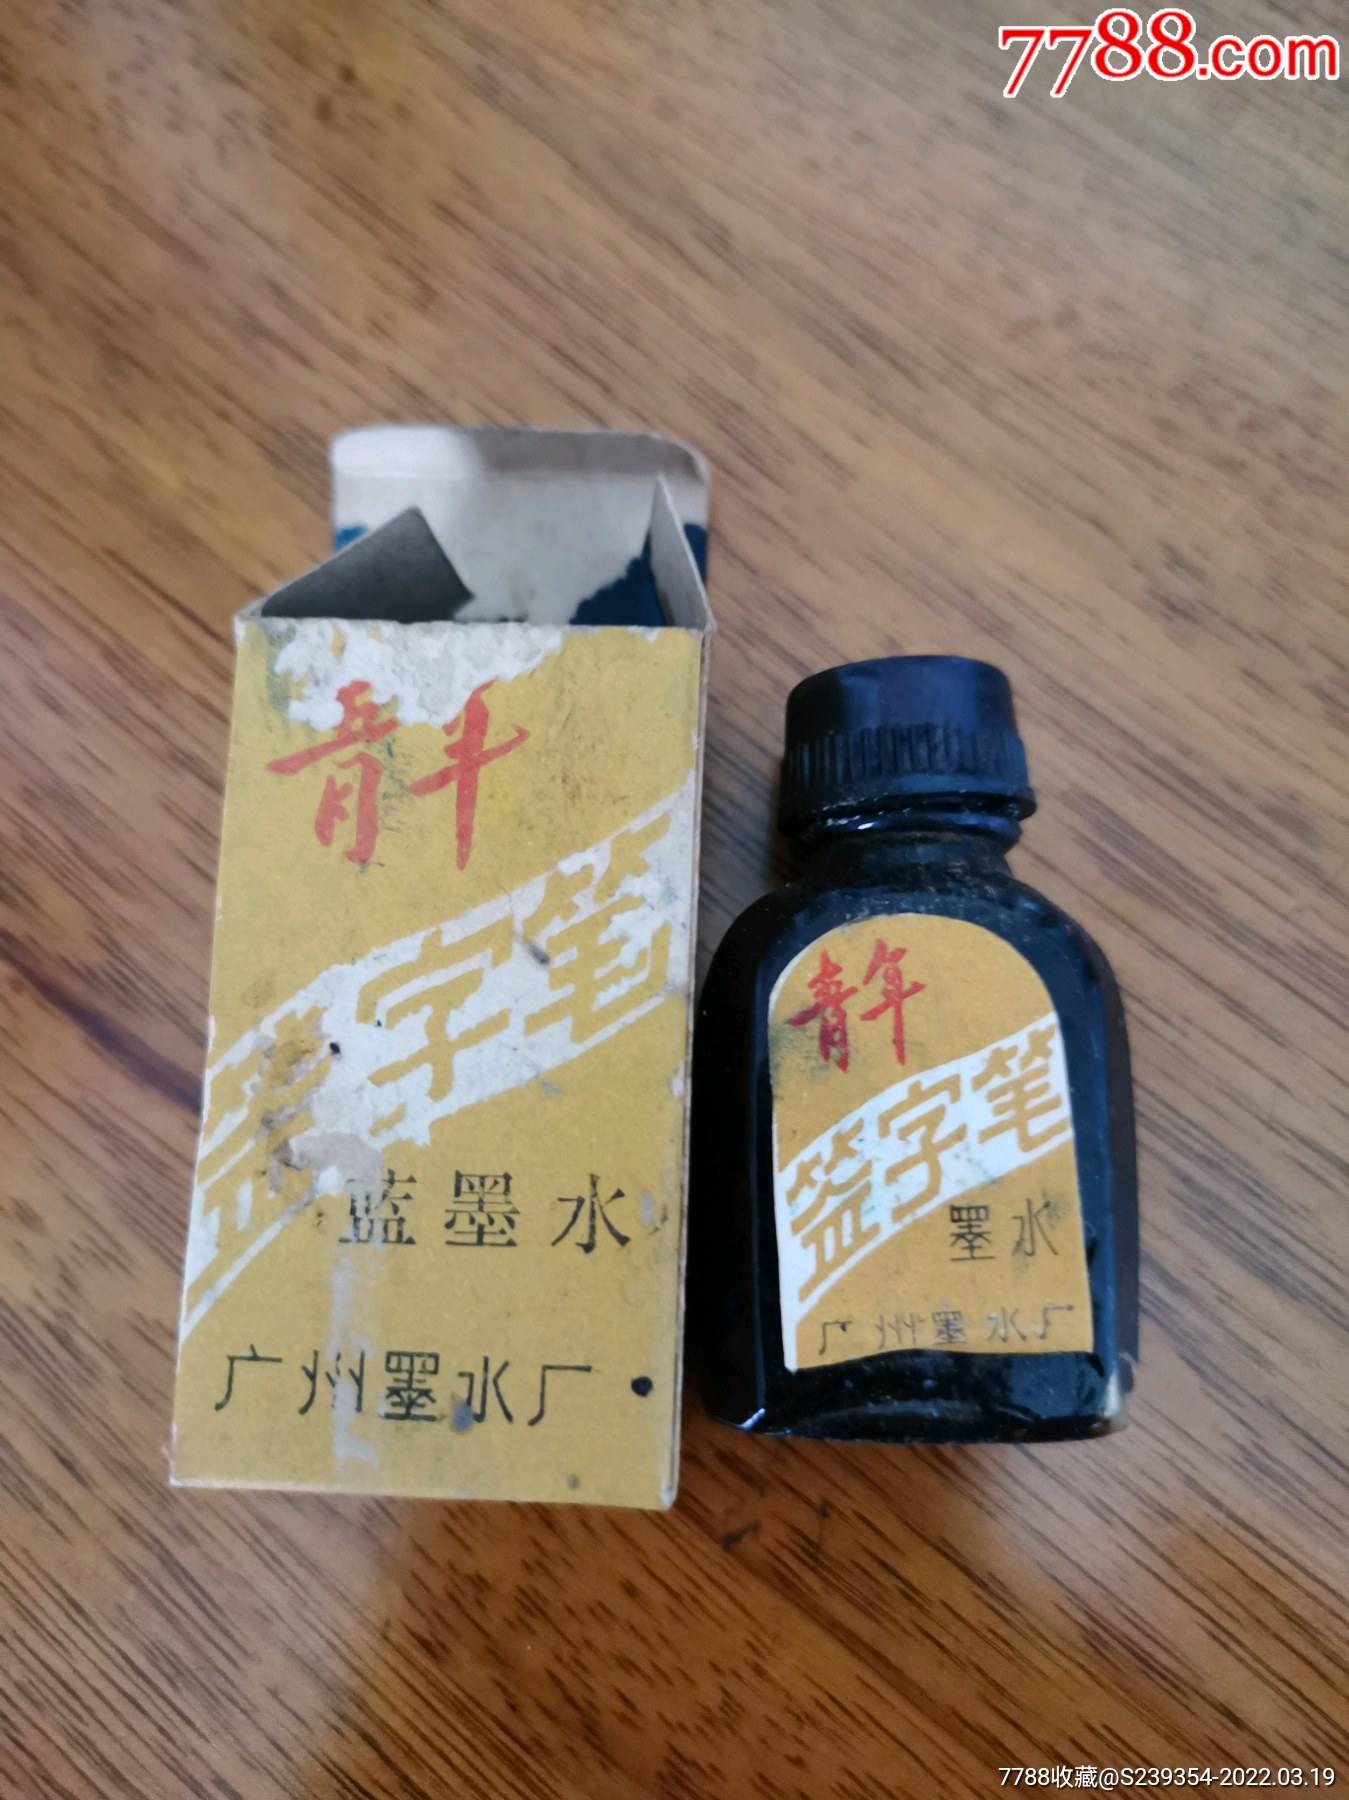 7788.com
青年
签字笔
蓝墨水
广州墨水厂
青年
签字笔
墨水
广州墨水厂
7788收藏@S239354-2022.03.19